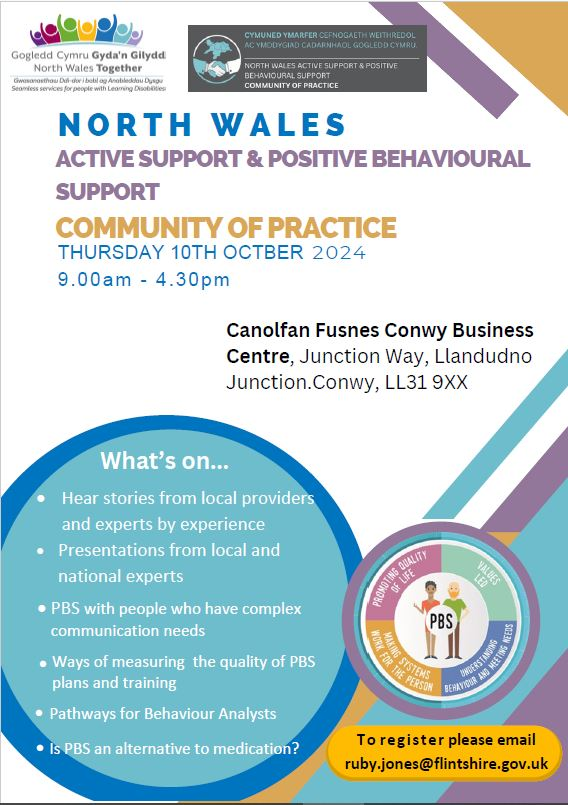 Gogledd Cymru Gyda'n Gilydd
North Wales Together
Gwasanaethau Ddi-dor i bobl ag Anableddau Dysgu
Seamless services for people with Learning Disabilities
CYMUNED YMARFER CEFNOGAETH WEITHREDOL
AC YMDDYGIAD CADARNHAOL GOGLEDD CYMRU.
NORTH WALES ACTIVE SUPPORT & POSITIVE
BEHAVIOURAL SUPPORT
COMMUNITY OF PRACTICE
NORTH WALES
ACTIVE SUPPORT & POSITIVE BEHAVIOURAL
SUPPORT
COMMUNITY OF PRACTICE
THURSDAY 10TH OCTBER 2024
9.00am - 4.30pm
Canolfan Fusnes Conwy Business
Centre, Junction Way, Llandudno
Junction.Conwy, LL31 9XX
What's on...
• Hear stories from local providers
and experts by experience
• Presentations from local and
national experts
• PBS with people who have complex
communication needs
• Ways of measuring the quality of PBS
plans and training
• Pathways for Behaviour Analysts
• Is PBS an alternative to medication?
PROMOTING QUALITY
OF LIFE
VALUES
LED
PBS
MAKING SYSTEMS
WORK FOR THE PERSON
UNDERSTANDING
BEHAVIOUR AND MEETING NEEDS
To register please email
ruby.jones@flintshire.gov.uk